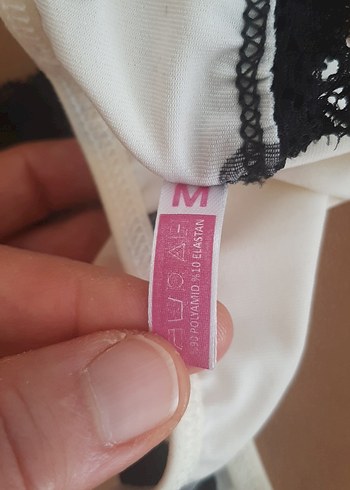 M
%90 POLYAMID %10 ELASTAN